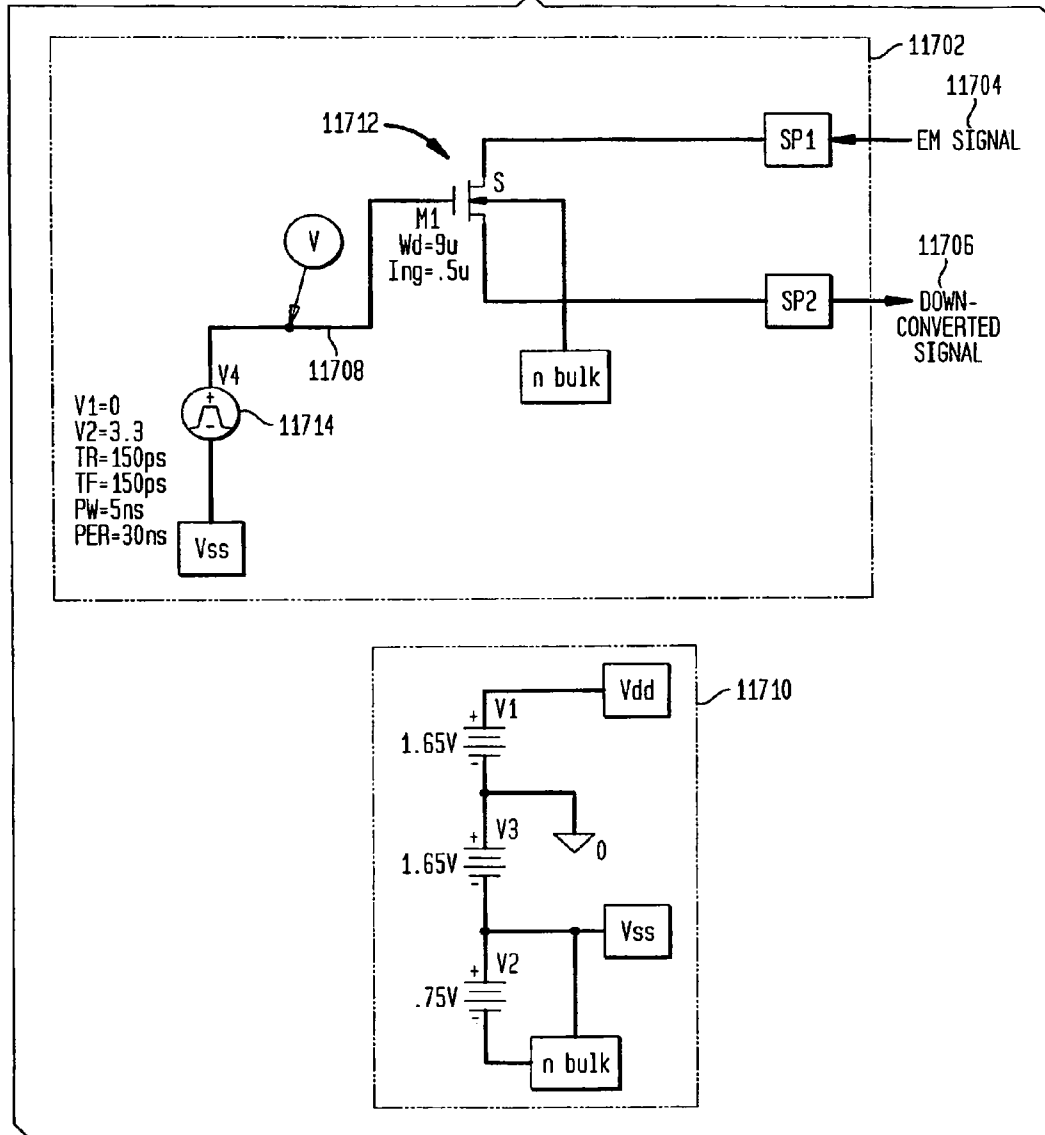 11702
11704
11712
SP1
EM SIGNAL
S
M1
Wd=9u
Ing=.5u
V
11706
SP2
DOWN-
CONVERTED
SIGNAL
11708
n bulk
V4
+
-
11714
V1=0
V2=3.3
TR=150ps
TF=150ps
PW=5ns
PER=30ns
Vss
Vdd
11710
+ V1
1.65V
-
+ V3
0
1.65V
-
Vss
+ V2
.75V
-
n bulk